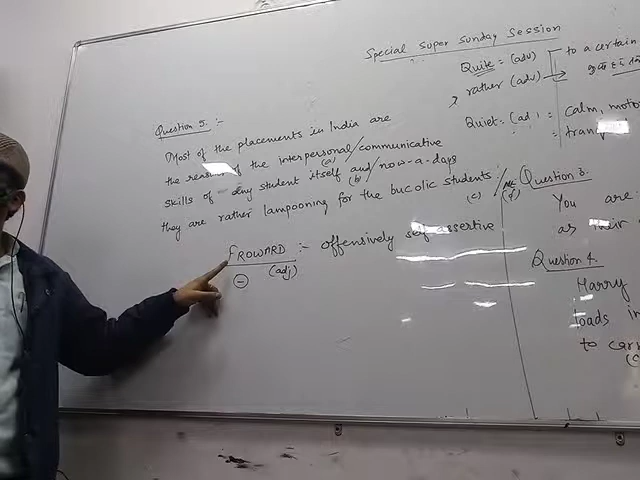 Special Super Sunday Session
Quite = (adv)
to a certain
rather (adv)
Quiet = (adj) = calm,
Question 5. :-
Most of the placements in India are
the reason of the interpersonal (a)/communicative
skills of any student itself and (b)/now-a-days
they are rather lampooning for the bucolic students (c) / NE (d)
FROWARD :- offensively self assertive
(adj)
⊖
Question 3.
You are
as their
Question 4.
Harry
loads in
to